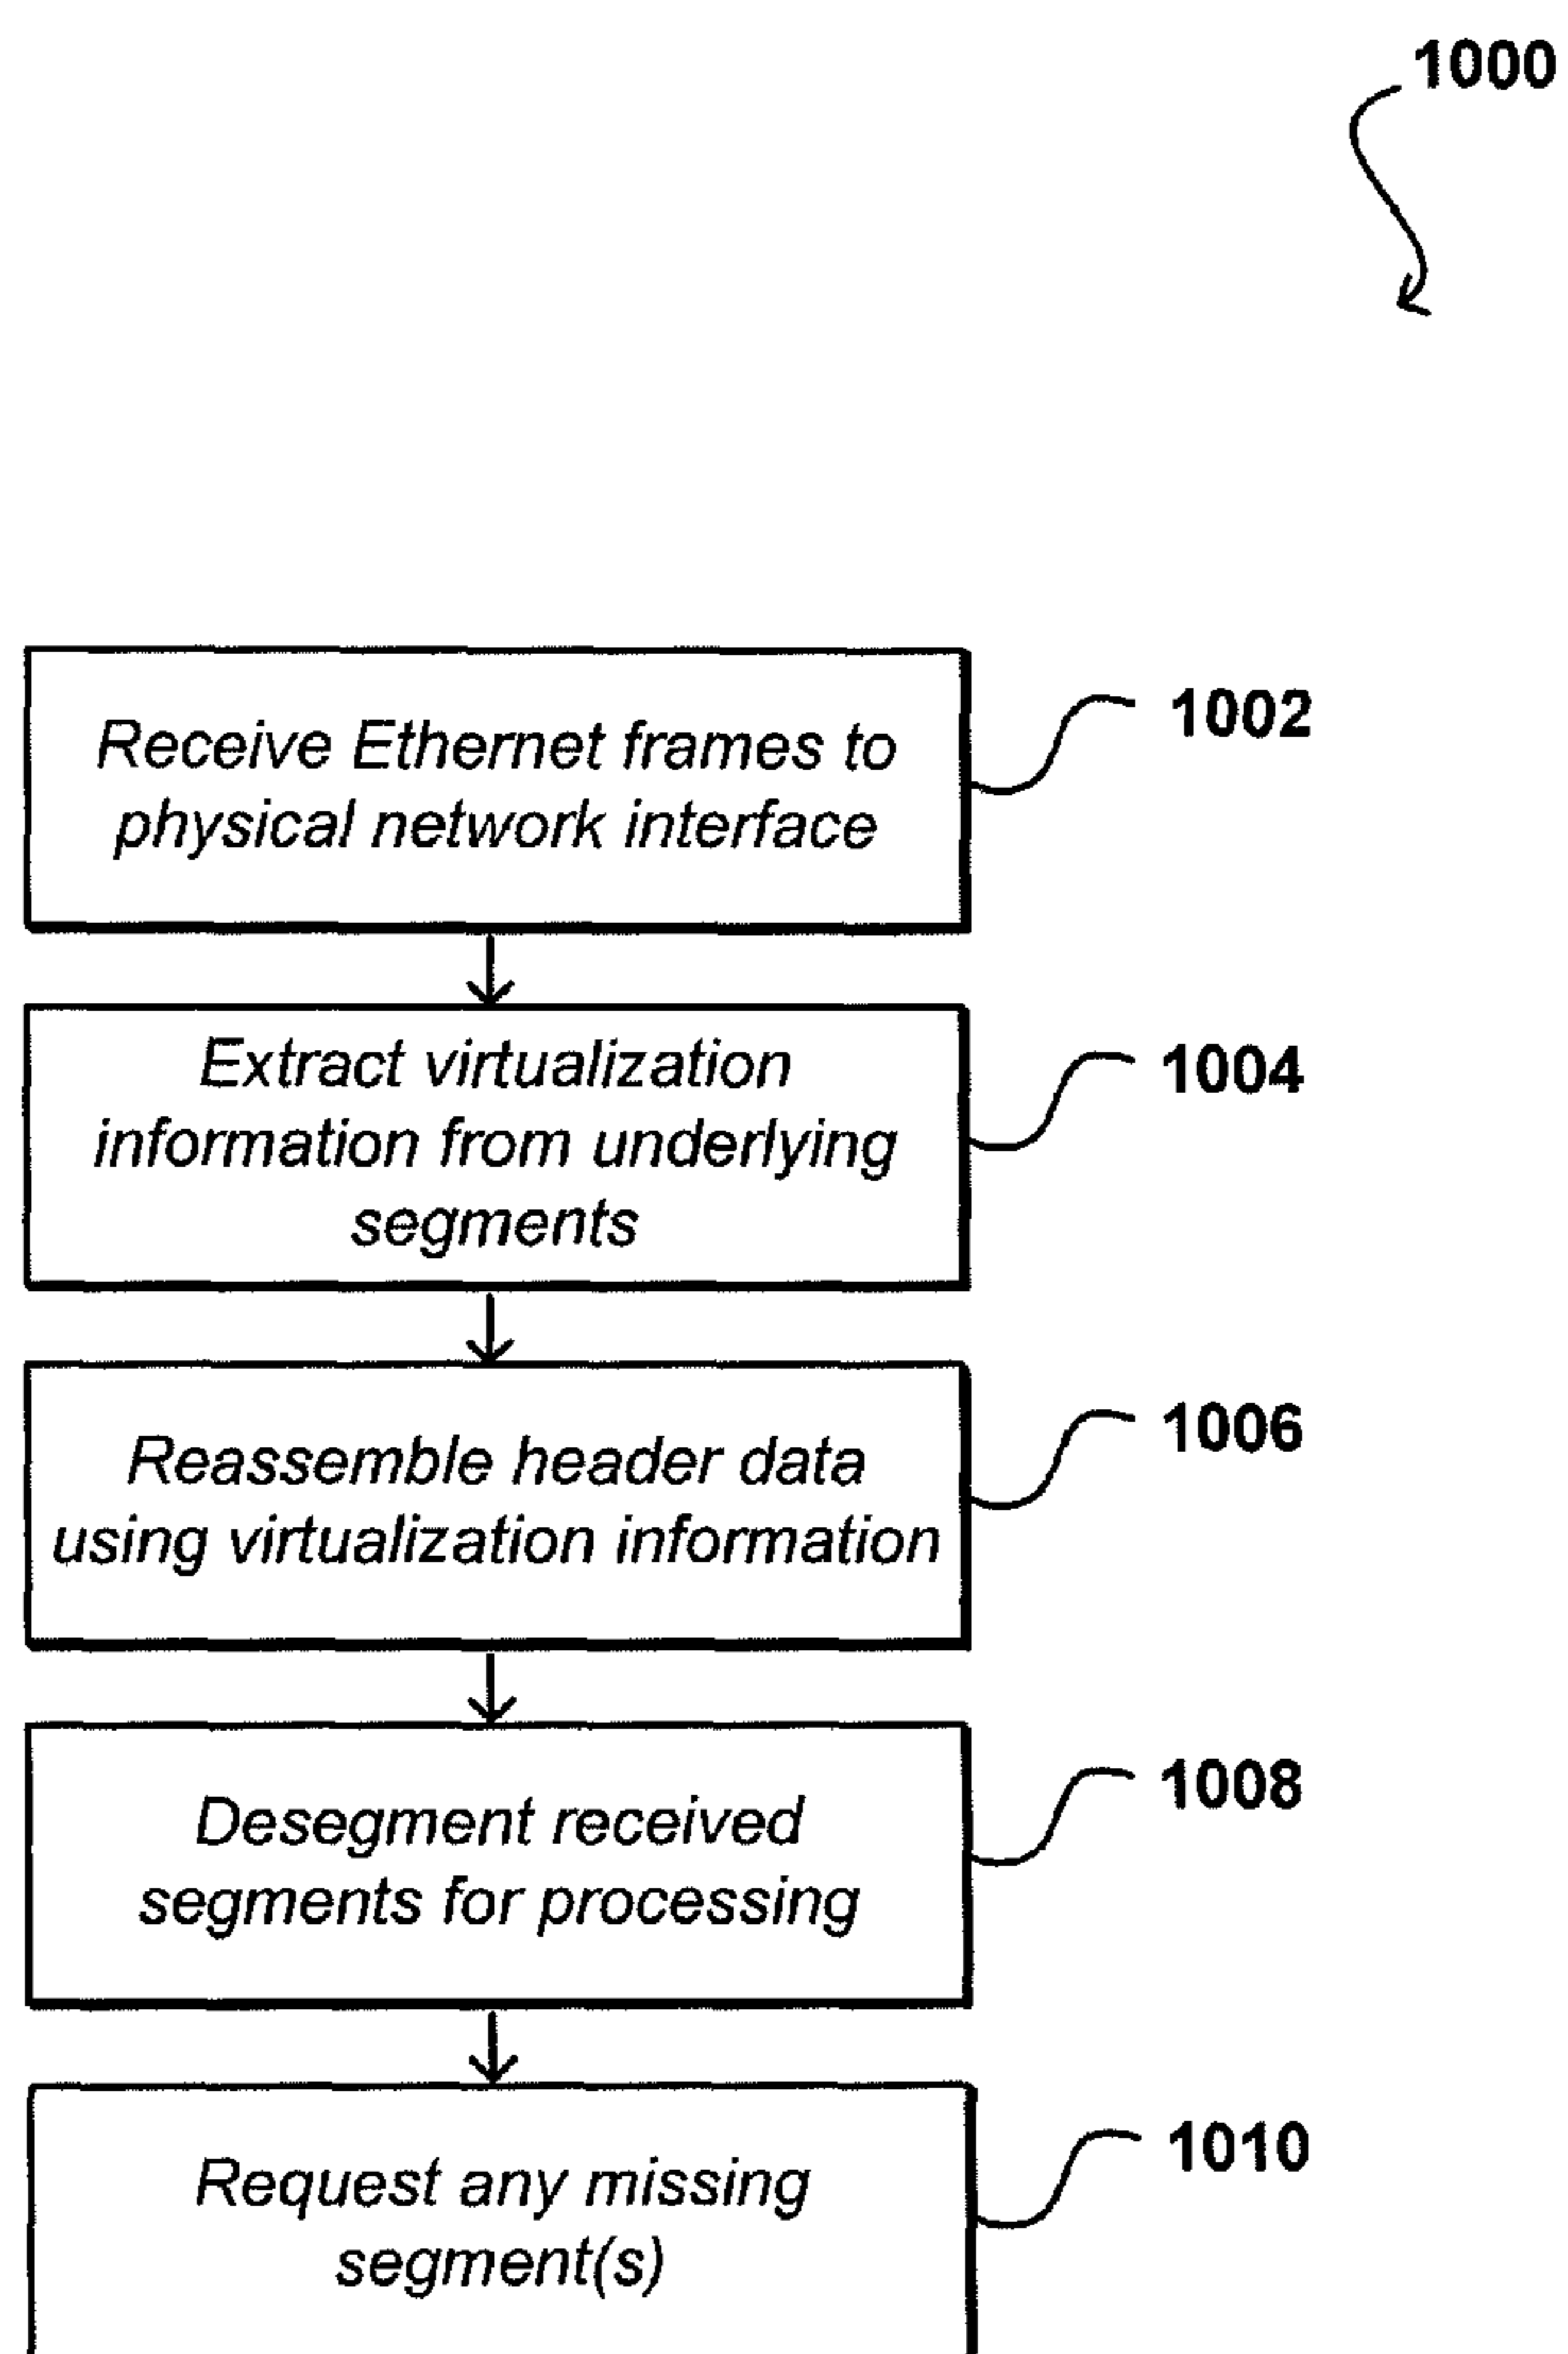 1000
Receive Ethernet frames to
physical network interface
1002
Extract virtualization
information from underlying
segments
1004
Reassemble header data
using virtualization information
1006
Desegment received
segments for processing
1008
Request any missing
segment(s)
1010